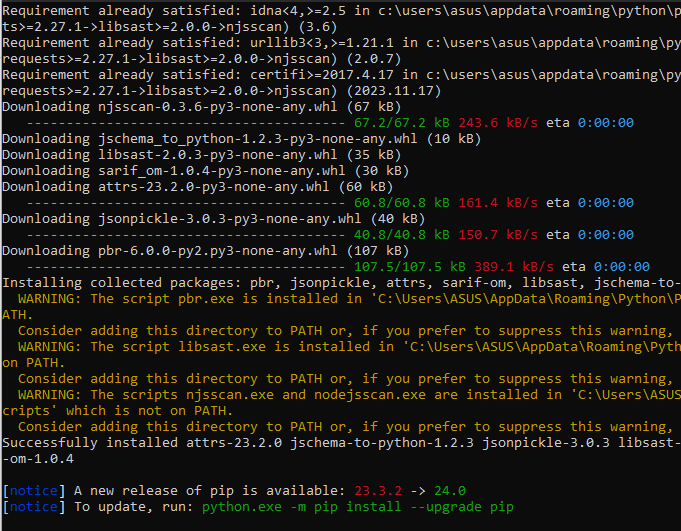 Requirement already satisfied: idna<4,>=2.5 in c:\users\asus\appdata\roaming\python\p
ts>=2.27.1->libsast>=2.0.0->njsscan) (3.6)
Requirement already satisfied: urllib3<3,>=1.21.1 in c:\users\asus\appdata\roaming\py
requests>=2.27.1->libsast>=2.0.0->njsscan) (2.0.7)
Requirement already satisfied: certifi>=2017.4.17 in c:\users\asus\appdata\roaming\py
requests>=2.27.1->libsast>=2.0.0->njsscan) (2023.11.17)
Downloading njsscan-0.3.6-py3-none-any.whl (67 kB)
---------------------------------------- 67.2/67.2 kB 243.6 kB/s eta 0:00:00
Downloading jschema_to_python-1.2.3-py3-none-any.whl (10 kB)
Downloading libsast-2.0.3-py3-none-any.whl (35 kB)
Downloading sarif_om-1.0.4-py3-none-any.whl (30 kB)
Downloading attrs-23.2.0-py3-none-any.whl (60 kB)
---------------------------------------- 60.8/60.8 kB 161.4 kB/s eta 0:00:00
Downloading jsonpickle-3.0.3-py3-none-any.whl (40 kB)
---------------------------------------- 40.8/40.8 kB 150.7 kB/s eta 0:00:00
Downloading pbr-6.0.0-py2.py3-none-any.whl (107 kB)
---------------------------------------- 107.5/107.5 kB 389.1 kB/s eta 0:00:00
Installing collected packages: pbr, jsonpickle, attrs, sarif-om, libsast, jschema-to-
WARNING: The script pbr.exe is installed in 'C:\Users\ASUS\AppData\Roaming\Python\P
ATH.
Consider adding this directory to PATH or, if you prefer to suppress this warning,
WARNING: The script libsast.exe is installed in 'C:\Users\ASUS\AppData\Roaming\Pyth
on PATH.
Consider adding this directory to PATH or, if you prefer to suppress this warning,
WARNING: The scripts njsscan.exe and nodejsscan.exe are installed in 'C:\Users\ASUS
cripts' which is not on PATH.
Consider adding this directory to PATH or, if you prefer to suppress this warning,
Successfully installed attrs-23.2.0 jschema-to-python-1.2.3 jsonpickle-3.0.3 libsast-
-om-1.0.4
[notice] A new release of pip is available: 23.3.2 -> 24.0
[notice] To update, run: python.exe -m pip install --upgrade pip